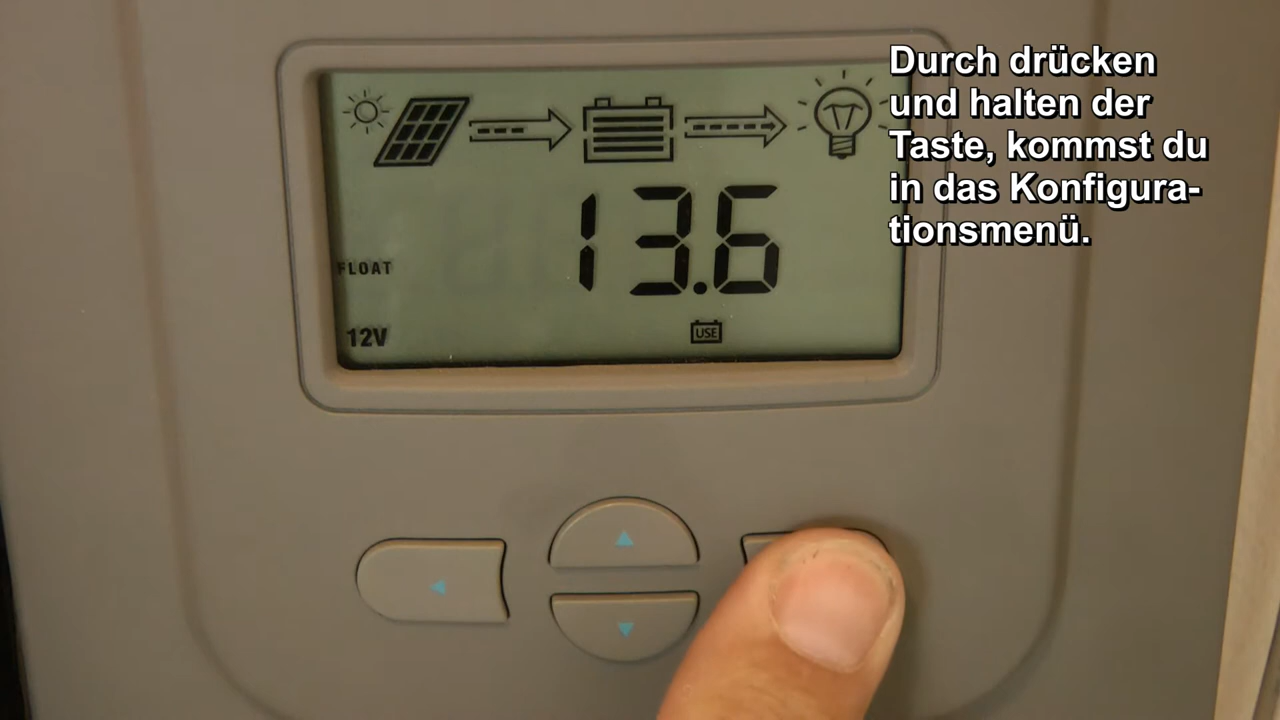 Durch drücken
und halten der
Taste, kommst du
in das Konfigura-
tionsmenü.
13.6
FLOAT
12V
USE